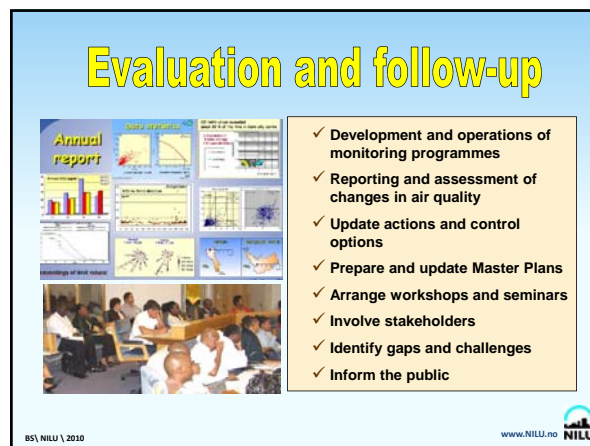 Evaluation and follow-up
Annual
report
Data statistics
✓ Development and operations of
monitoring programmes
✓ Reporting and assessment of
changes in air quality
✓ Update actions and control
options
✓ Prepare and update Master Plans
✓ Arrange workshops and seminars
✓ Involve stakeholders
✓ Identify gaps and challenges
✓ Inform the public
BS\ NILU \ 2010
www.NILU.no
NILU